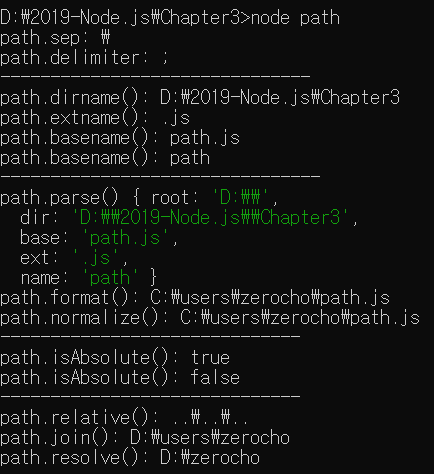 D:₩2019-Node.js₩Chapter3>node path
path.sep: ₩
path.delimiter: ;
-------------------------------
path.dirname(): D:₩2019-Node.js₩Chapter3
path.extname(): .js
path.basename(): path.js
path.basename(): path
--------------------------------
path.parse() { root: 'D:₩₩',
  dir: 'D:₩₩2019-Node.js₩₩Chapter3',
  base: 'path.js',
  ext: '.js',
  name: 'path' }
path.format(): C:₩users₩zerocho₩path.js
path.normalize(): C:₩users₩zerocho₩path.js
------------------------------
path.isAbsolute(): true
path.isAbsolute(): false
------------------------------
path.relative(): ..₩..₩..
path.join(): D:₩users₩zerocho
path.resolve(): D:₩zerocho